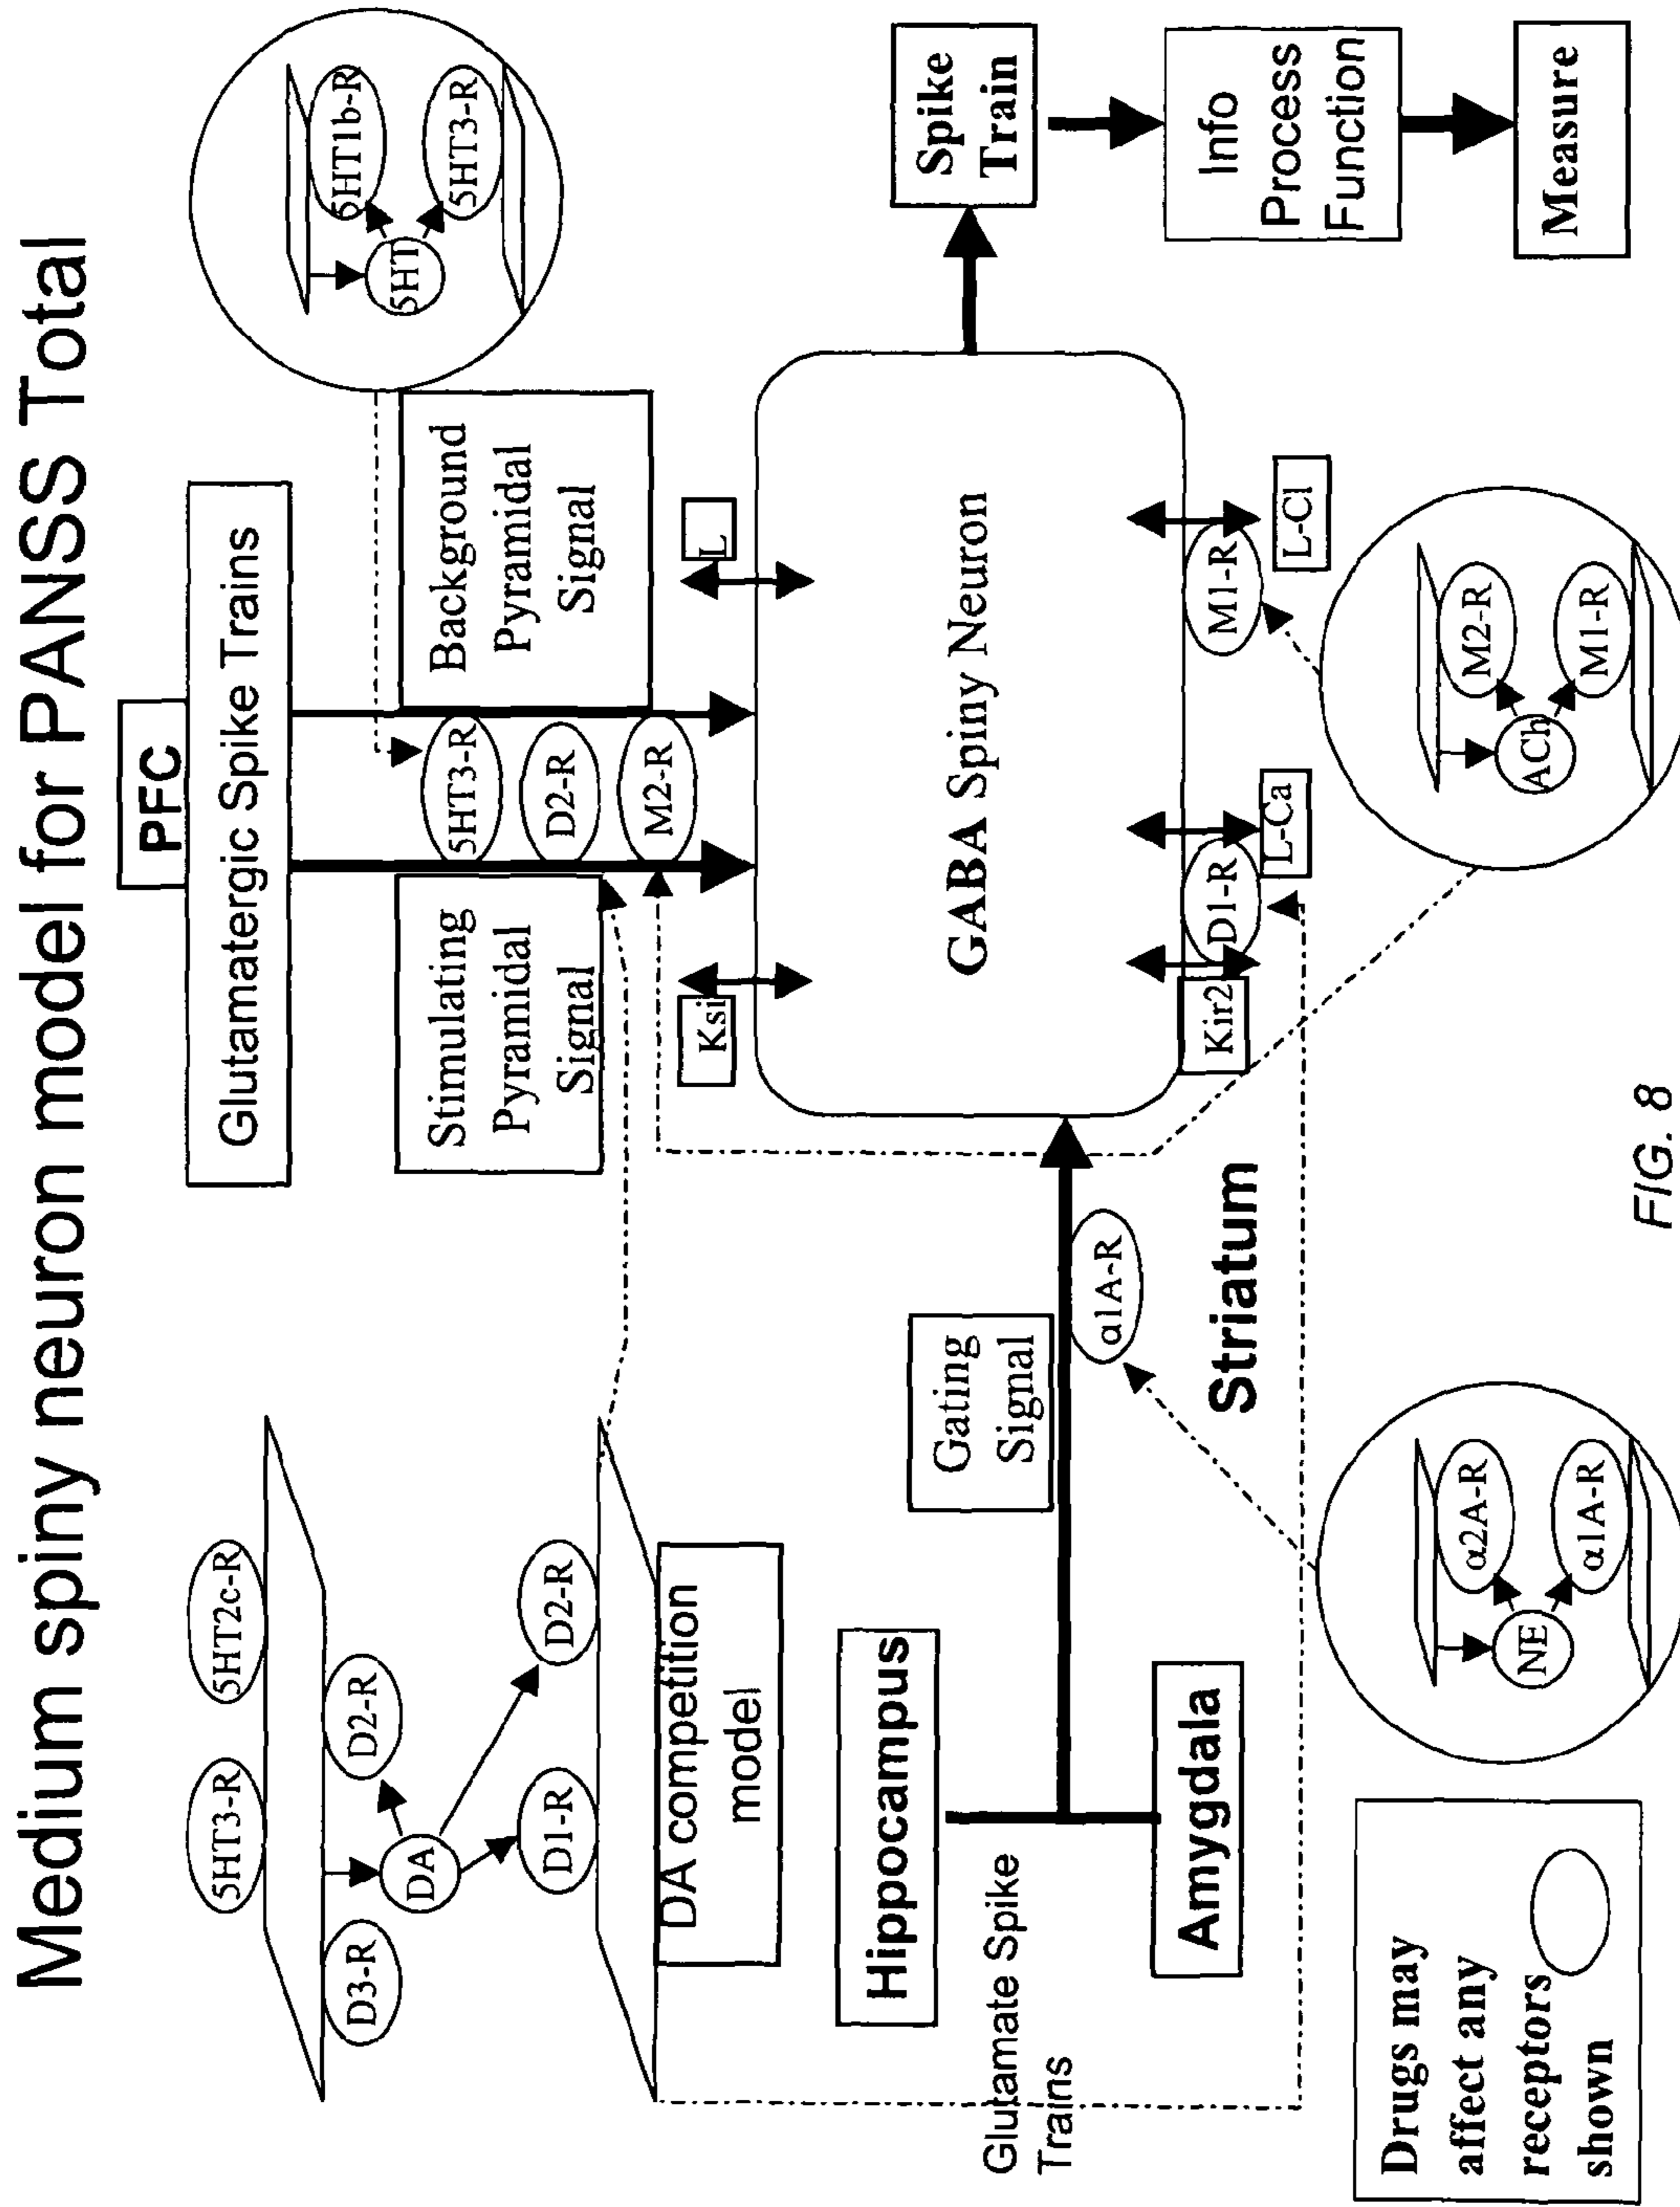 Medium spiny neuron model for PANSS Total
PFC
Glutamatergic Spike Trains
5HT3-R
5HT2c-R
D3-R
D2-R
DA
D1-R
D2-R
DA competition
model
Stimulating
Pyramidal
Signal
5HT3-R
D2-R
M2-R
Background
Pyramidal
Signal
5HT
5HT1b-R
5HT3-R
Ksi
L
Hippocampus
Glutamate Spike
Trains
Amygdala
Gating
Signal
α1A-R
Striatum
GABA Spiny Neuron
Kir2
D1-R
L-Ca
M1-R
L-Cl
Spike
Train
Info
Process
Function
Measure
Drugs may
affect any
receptors
shown
NE
α2A-R
α1A-R
ACh
M2-R
M1-R
FIG. 8